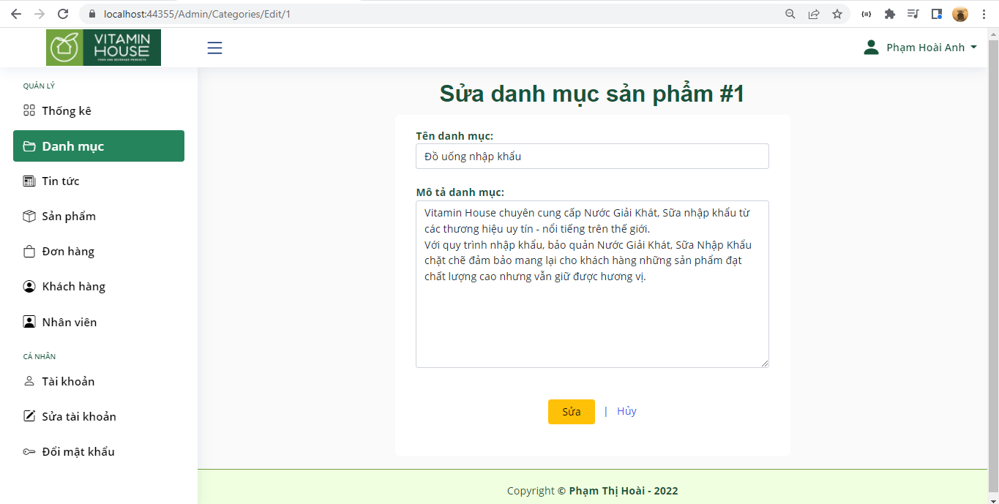 localhost:44355/Admin/Categories/Edit/1
VITAMIN
HOUSE
FOOD AND BEVERAGE PRODUCTS
Phạm Hoài Anh
QUẢN LÝ
Thống kê
Danh mục
Tin tức
Sản phẩm
Đơn hàng
Khách hàng
Nhân viên
CÁ NHÂN
Tài khoản
Sửa tài khoản
Đổi mật khẩu
Sửa danh mục sản phẩm #1
Tên danh mục:
Đồ uống nhập khẩu
Mô tả danh mục:
Vitamin House chuyên cung cấp Nước Giải Khát, Sữa nhập khẩu từ
các thương hiệu uy tín - nổi tiếng trên thế giới.
Với quy trình nhập khẩu, bảo quản Nước Giải Khát, Sữa Nhập Khẩu
chặt chẽ đảm bảo mang lại cho khách hàng những sản phẩm đạt
chất lượng cao nhưng vẫn giữ được hương vị.
Sửa | Hủy
Copyright © Phạm Thị Hoài - 2022